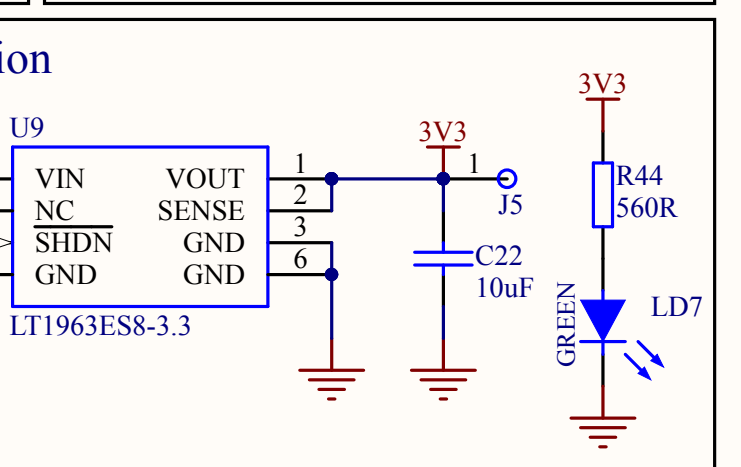 ion
U9
VIN
NC
SHDN
GND
VOUT
SENSE
GND
GND
1
2
3
6
LT1963ES8-3.3
3V3
1
J5
C22
10uF
3V3
R44
560R
GREEN
LD7